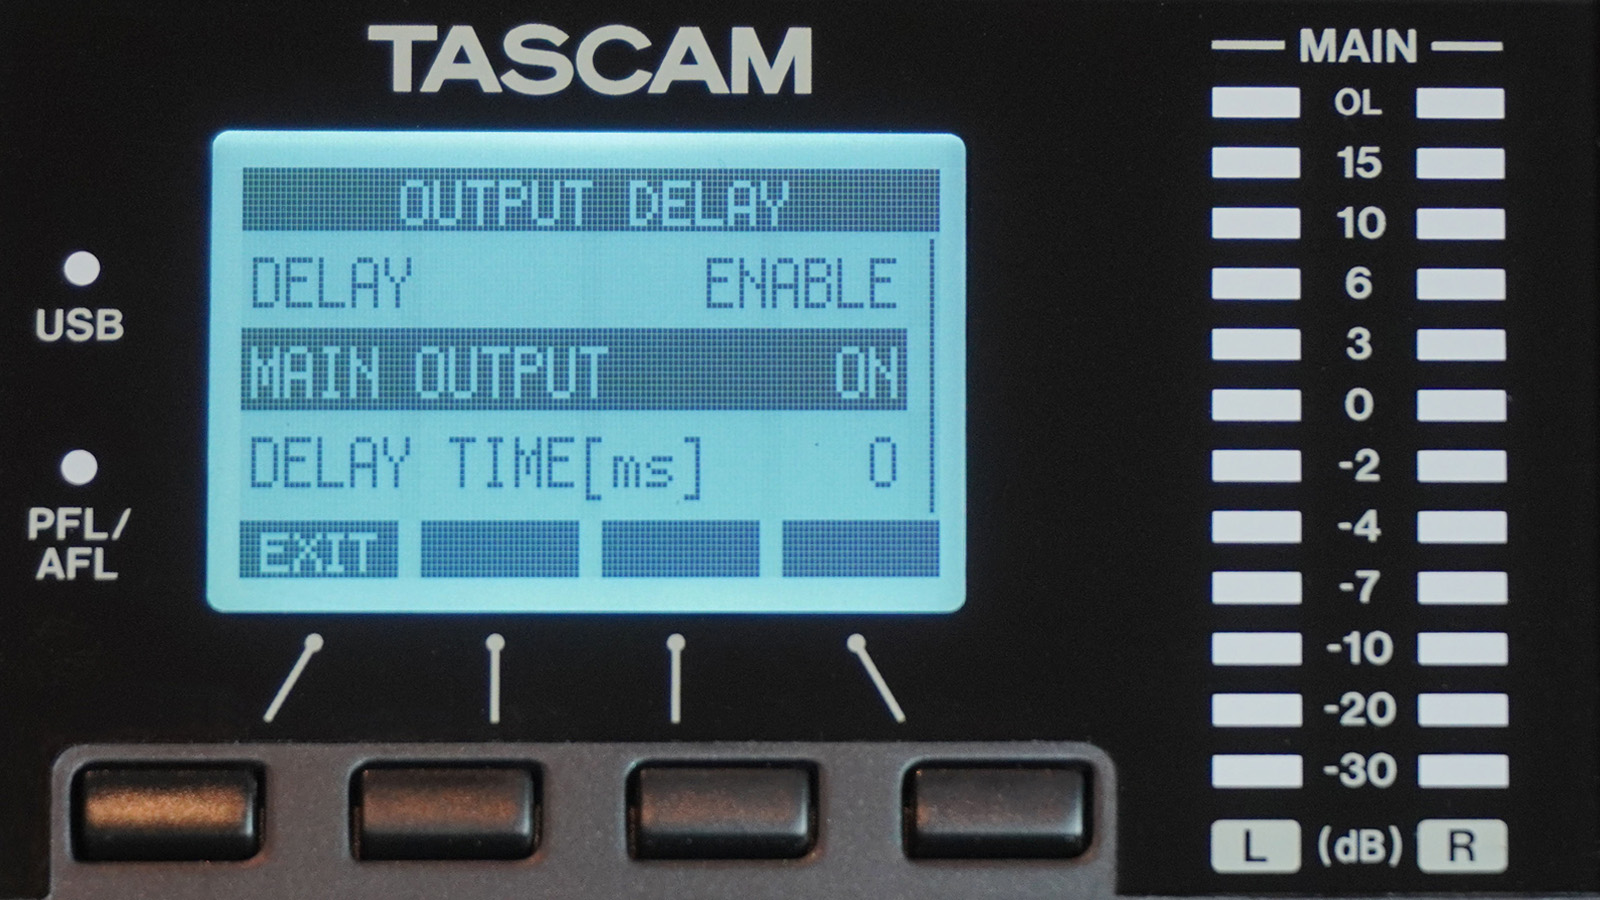 TASCAM
OUTPUT DELAY
DELAY ENABLE
MAIN OUTPUT ON
DELAY TIME[ms] 0
EXIT
USB
PFL/
AFL
MAIN
OL
15
10
6
3
0
-2
-4
-7
-10
-20
-30
L (dB) R